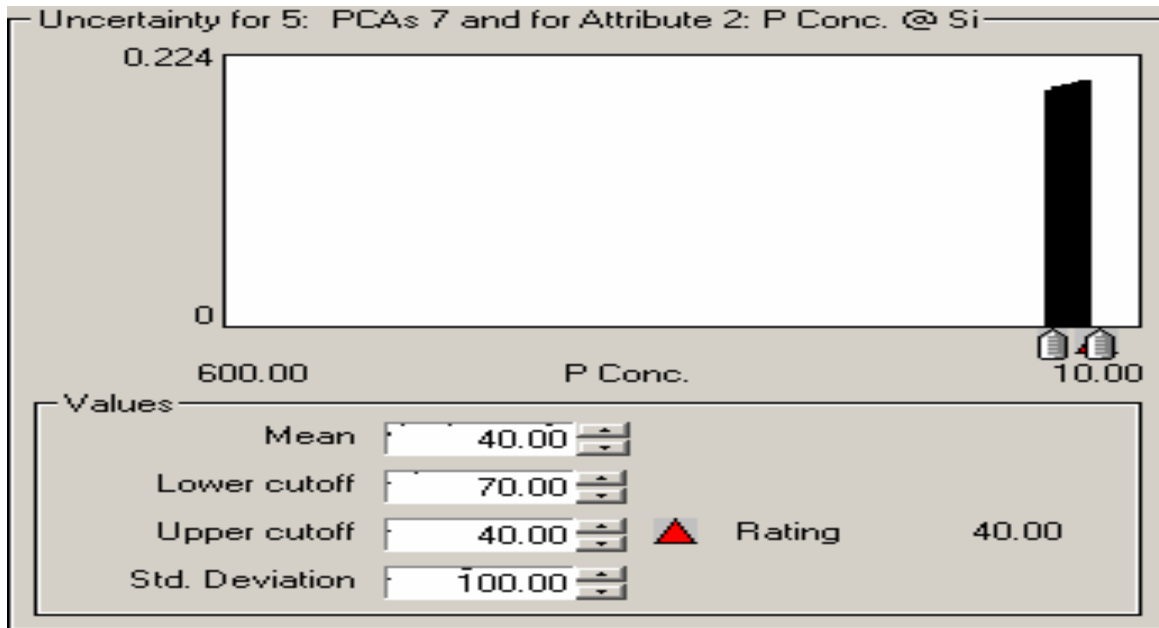 Uncertainty for 5: PCAs 7 and for Attribute 2: P Conc. @ Si
0.224
0
600.00 P Conc. 10.00
Values
Mean 40.00
Lower cutoff 70.00
Upper cutoff 40.00 Rating 40.00
Std. Deviation 100.00